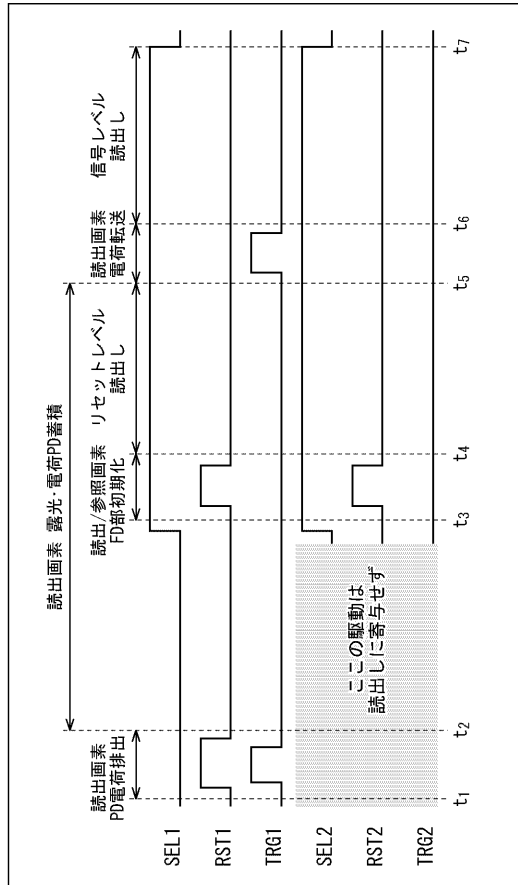 読出画素 露光・電荷PD蓄積
読出画素
PD電荷排出
読出/参照画素
FD部初期化
リセットレベル
読出し
読出画素
電荷転送
信号レベル
読出し
SEL1
RST1
TRG1
SEL2
RST2
TRG2
ここの駆動は
読出しに寄与せず
t1
t2
t3
t4
t5
t6
t7